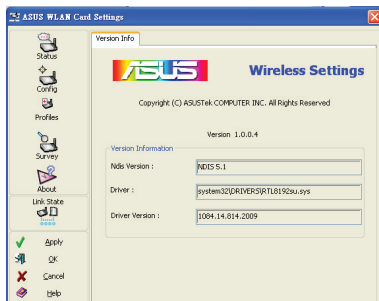 ASUS WLAN Card Settings
Status
Config
Profiles
Survey
About
Link State
Apply
OK
Cancel
Help
Version Info
ASUS
Wireless Settings
Copyright (C) ASUSTek COMPUTER INC. All Rights Reserved
Version 1.0.0.4
Version Information
Ndis Version :
NDIS 5.1
Driver :
system32\DRIVERS\RTL8192su.sys
Driver Version :
1084.14.814.2009